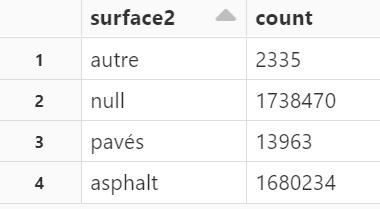 surface2 count
1 autre 2335
2 null 1738470
3 pavés 13963
4 asphalt 1680234